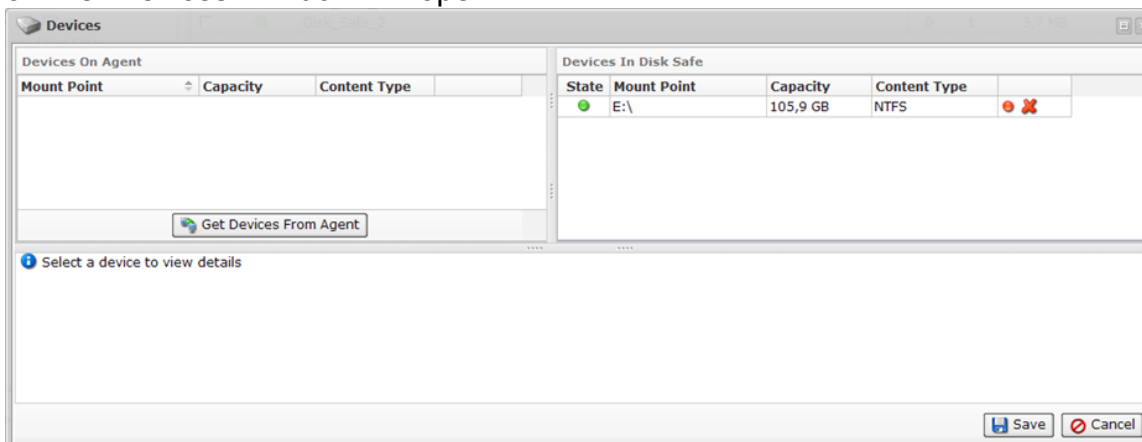 Devices
Disk_Safe_2
Devices On Agent
Mount Point Capacity Content Type
Get Devices From Agent
Devices In Disk Safe
State Mount Point Capacity Content Type
E:\ 105,9 GB NTFS
Select a device to view details
Save Cancel